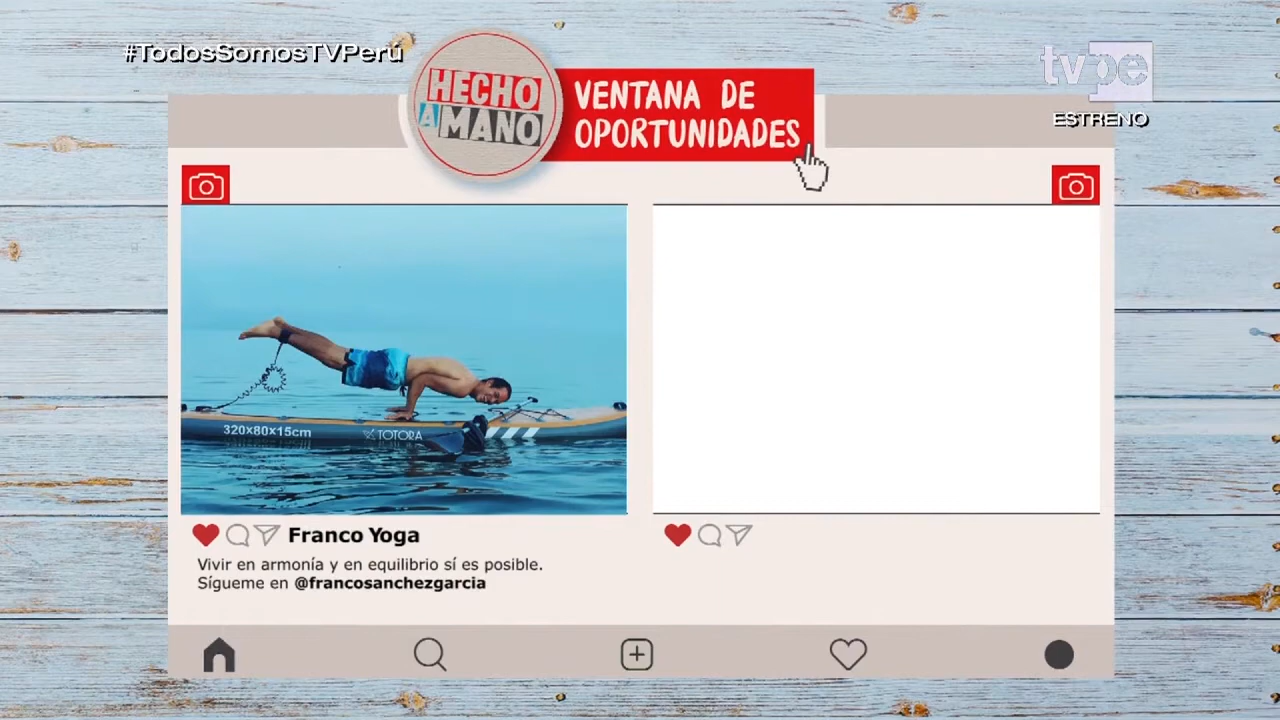 #TodosSomosTVPerú
HECHO
A MANO
VENTANA DE
OPORTUNIDADES
tvpe
ESTRENO
320x80x15cm
TOTORA
Franco Yoga
Vivir en armonía y en equilibrio sí es posible.
Sígueme en @francosanchezgarcia